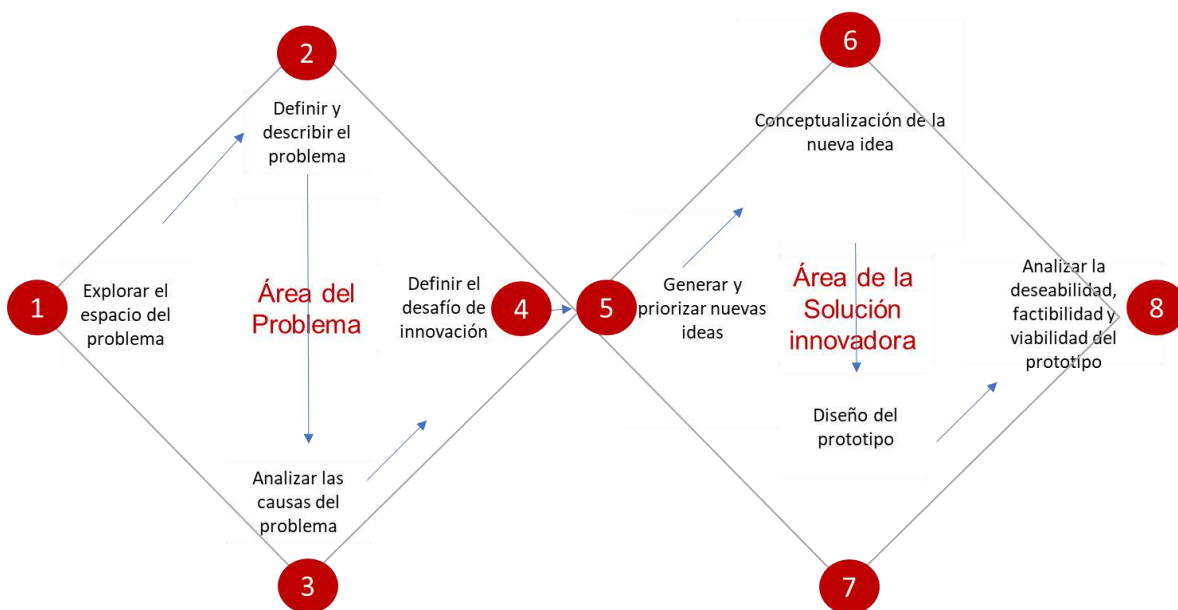 1
Explorar el
espacio del
problema
2
Definir y
describir el
problema
Área del
Problema
3
Analizar las
causas del
problema
4
Definir el
desafío de
innovación
5
Generar y
priorizar nuevas
ideas
6
Conceptualización de la
nueva idea
Área de la
Solución
innovadora
7
Diseño del
prototipo
8
Analizar la
deseabilidad,
factibilidad y
viabilidad del
prototipo